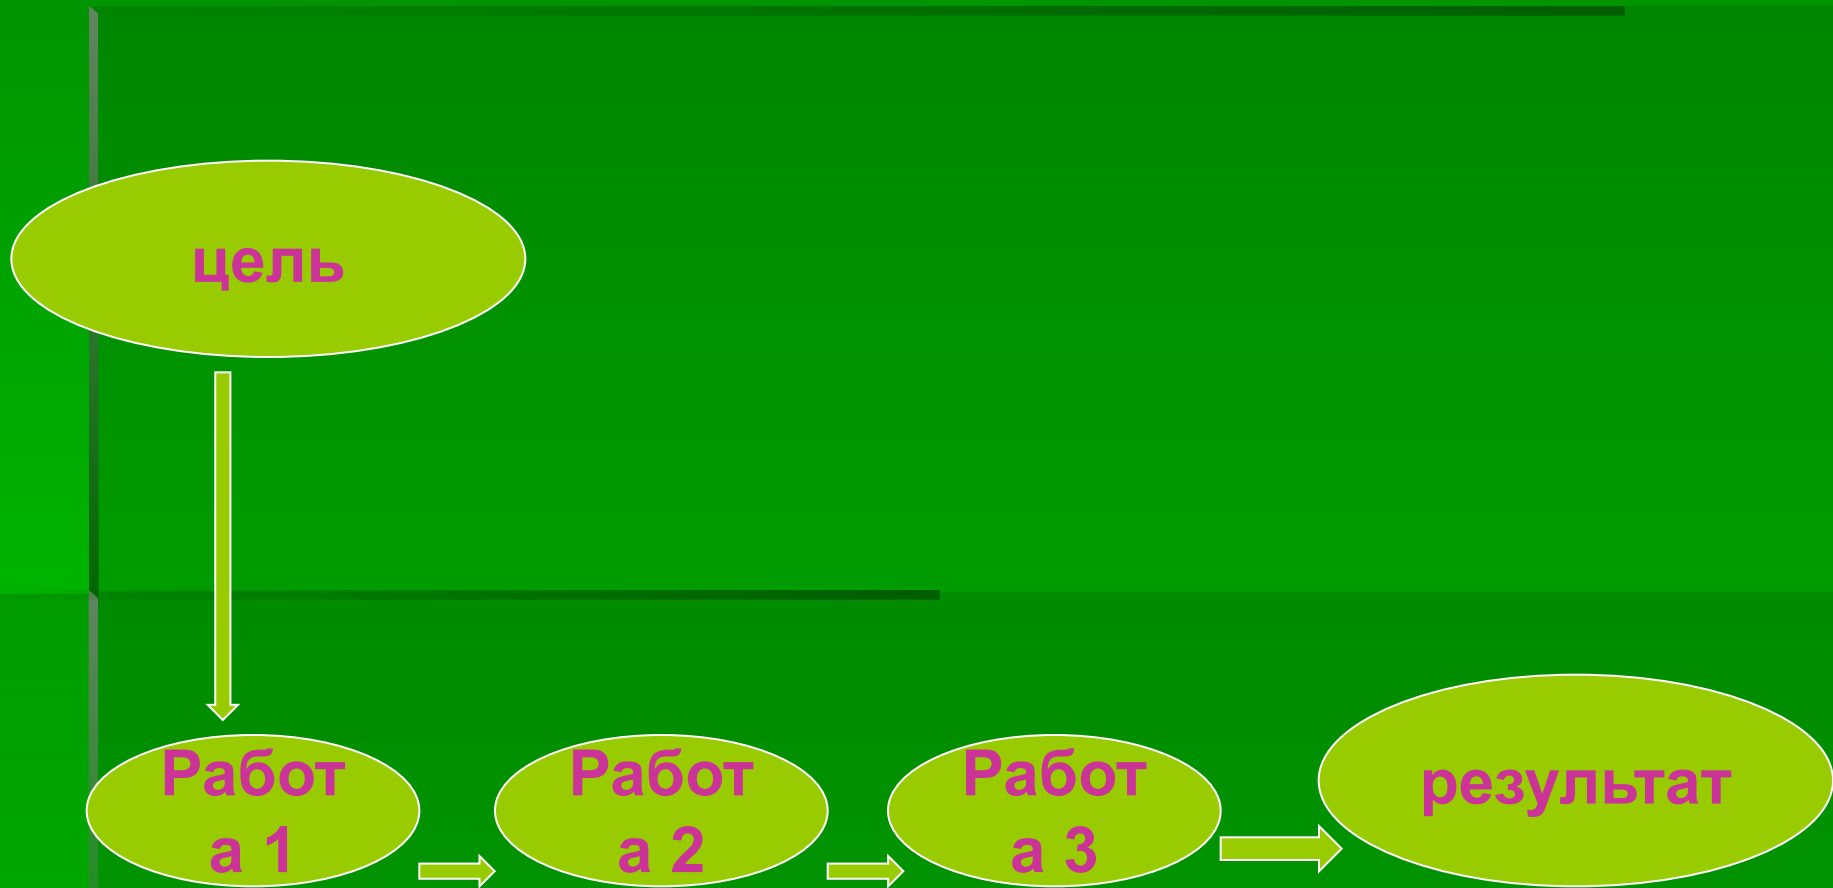 цель
Работ
а 1
Работ
а 2
Работ
а 3
результат